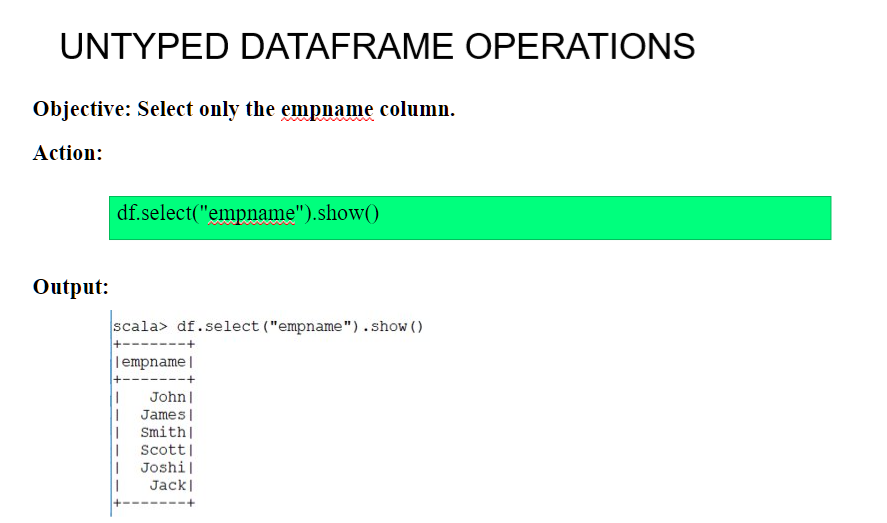 UNTYPED DATAFRAME OPERATIONS
Objective: Select only the empname column.
Action:
df.select("empname").show()
Output:
scala> df.select("empname").show()
+-------+
|empname|
+-------+
|   John|
|  James|
|  Smith|
|  Scott|
|  Joshi|
|   Jack|
+-------+